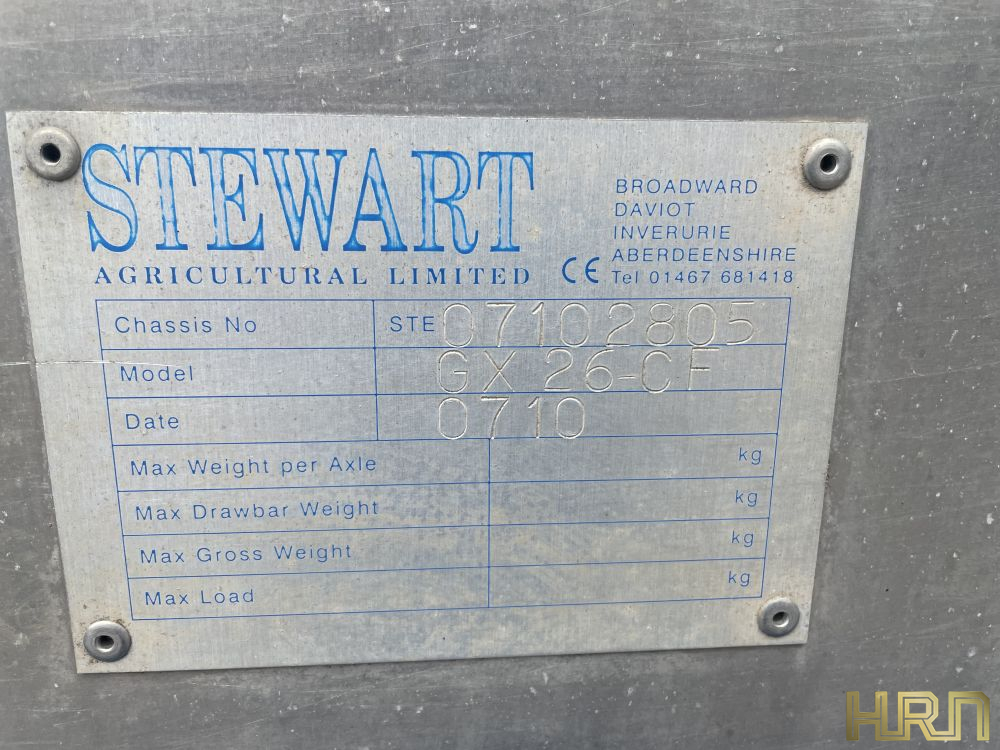 STEWART
AGRICULTURAL LIMITED
CE
BROADWARD
DAVIOT
INVERURIE
ABERDEENSHIRE
Tel 01467 681418
Chassis No STE 07102805
Model GX 26-CF
Date 0710
Max Weight per Axle kg
Max Drawbar Weight kg
Max Gross Weight kg
Max Load kg
HRN